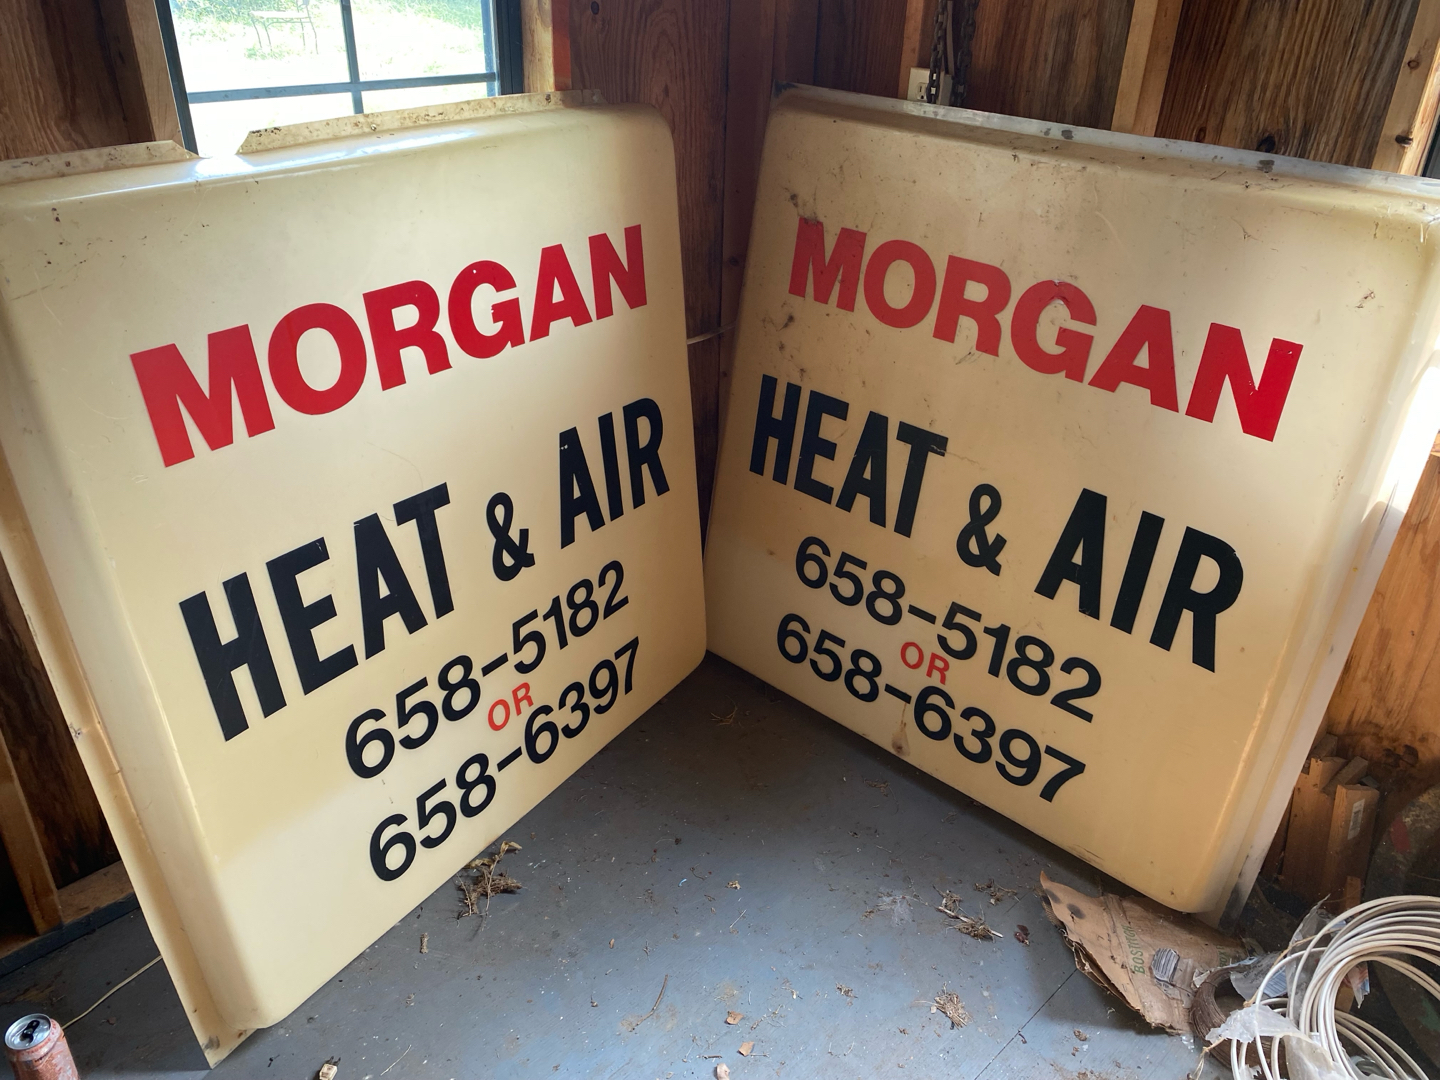 MORGAN
HEAT & AIR
658-5182
OR
658-6397
MORGAN
HEAT & AIR
658-5182
OR
658-6397